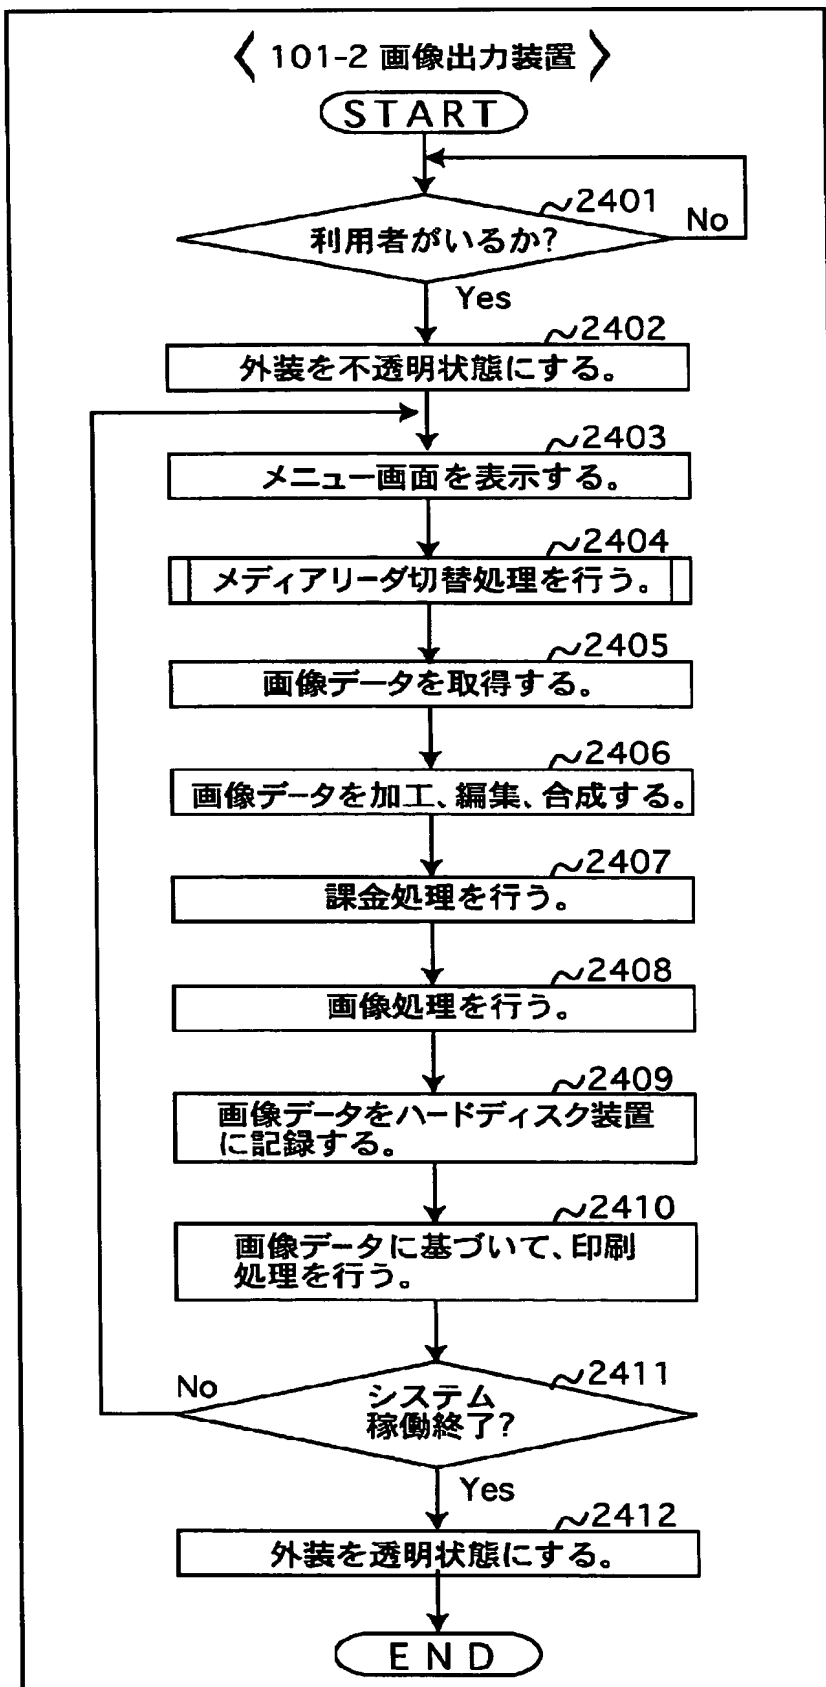 〈 101-2 画像出力装置 〉
START
2401
利用者がいるか?
No
Yes
2402
外装を不透明状態にする。
2403
メニュー画面を表示する。
2404
メディアリーダ切替処理を行う。
2405
画像データを取得する。
2406
画像データを加工、編集、合成する。
2407
課金処理を行う。
2408
画像処理を行う。
2409
画像データをハードディスク装置
に記録する。
2410
画像データに基づいて、印刷
処理を行う。
2411
No
システム
稼働終了?
Yes
2412
外装を透明状態にする。
END